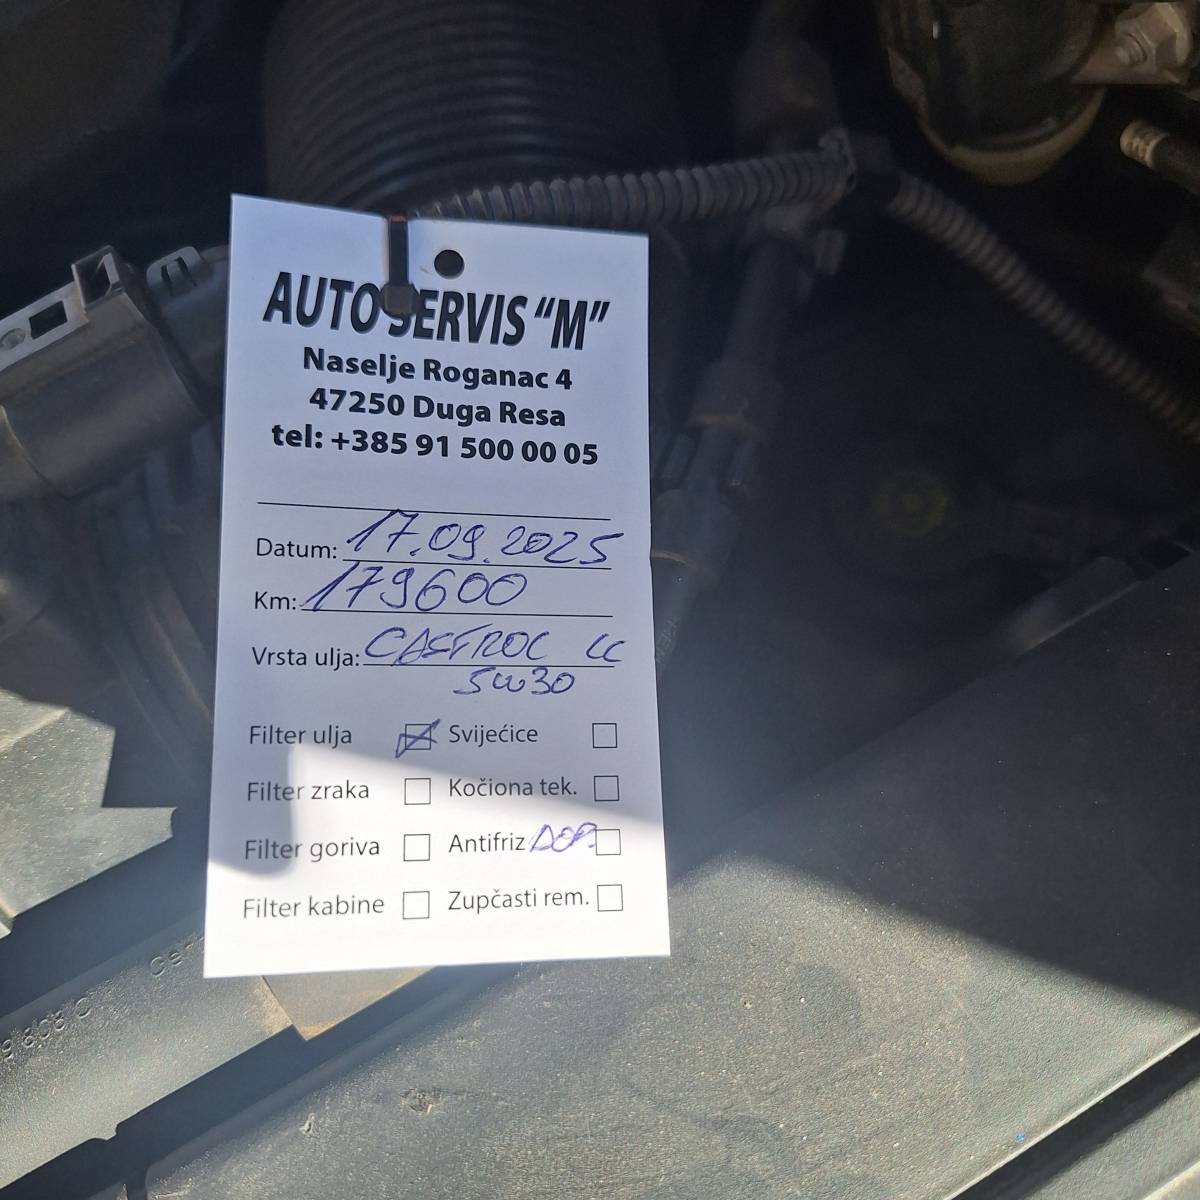 AUTOSERVIS "M"
Naselje Roganac 4
47250 Duga Resa
tel: +385 91 500 00 05
Datum: 17.09.2025
Km: 179600
Vrsta ulja: CASTROL LL
5W30
Filter ulja Svijećice
Filter zraka Kočiona tek.
Filter goriva Antifriz DOP.
Filter kabine Zupčasti rem.